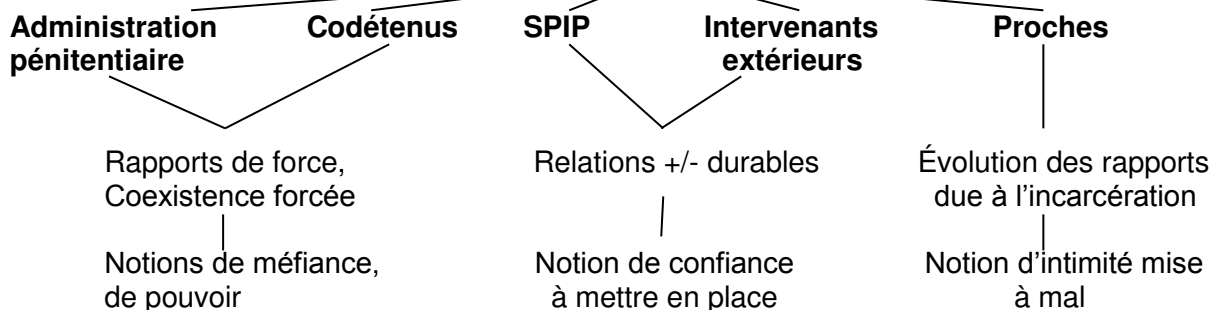 Administration
pénitentiaire
Codétenus
SPIP
Intervenants
extérieurs
Proches
Rapports de force,
Coexistence forcée
Relations +/- durables
Évolution des rapports
due à l’incarcération
Notions de méfiance,
de pouvoir
Notion de confiance
à mettre en place
Notion d’intimité mise
à mal